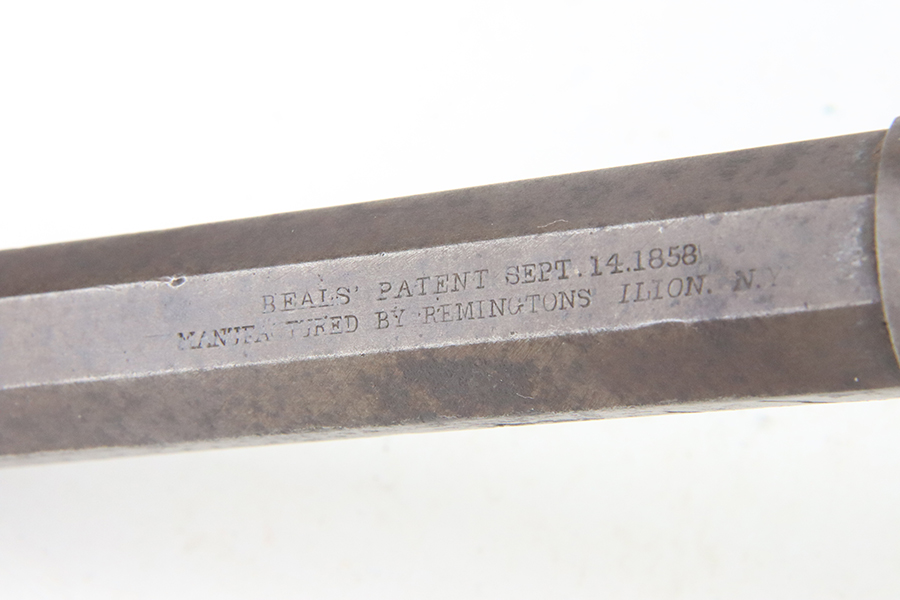 BEALS' PATENT SEPT. 14. 1858
MANUFACTURED BY REMINGTONS ILION. N.Y